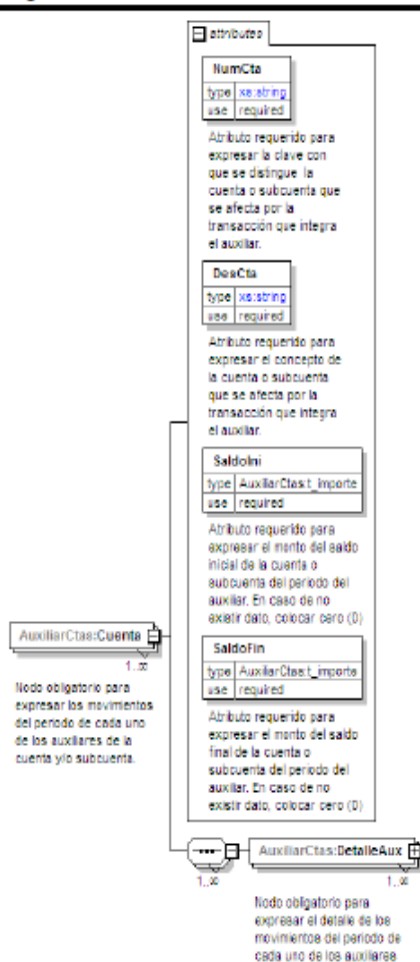 attributes
NumCta
type xs:string
use required
Atributo requerido para
expresar la clave con
que se distingue la
cuenta o subcuenta que
se afecta por la
transacción que integra
el auxiliar.
DesCta
type xs:string
use required
Atributo requerido para
expresar el concepto de
la cuenta o subcuenta
que se afecta por la
transacción que integra
el auxiliar.
SaldoIni
type AuxiliarCtas:t_importe
use required
Atributo requerido para
expresar el monto del saldo
inicial de la cuenta o
subcuenta del periodo del
auxiliar. En caso de no
existir dato, colocar cero (0)
SaldoFin
type AuxiliarCtas:t_importe
use required
Atributo requerido para
expresar el monto del saldo
final de la cuenta o
subcuenta del periodo del
auxiliar. En caso de no
existir dato, colocar cero (0)
AuxiliarCtas:Cuenta
1..∞
Nodo obligatorio para
expresar los movimientos
del periodo de cada uno
de los auxiliares de la
cuenta y/o subcuenta.
AuxiliarCtas:DetalleAux
1..∞
1..∞
Nodo obligatorio para
expresar el detalle de los
movimientos del periodo de
cada uno de los auxiliares